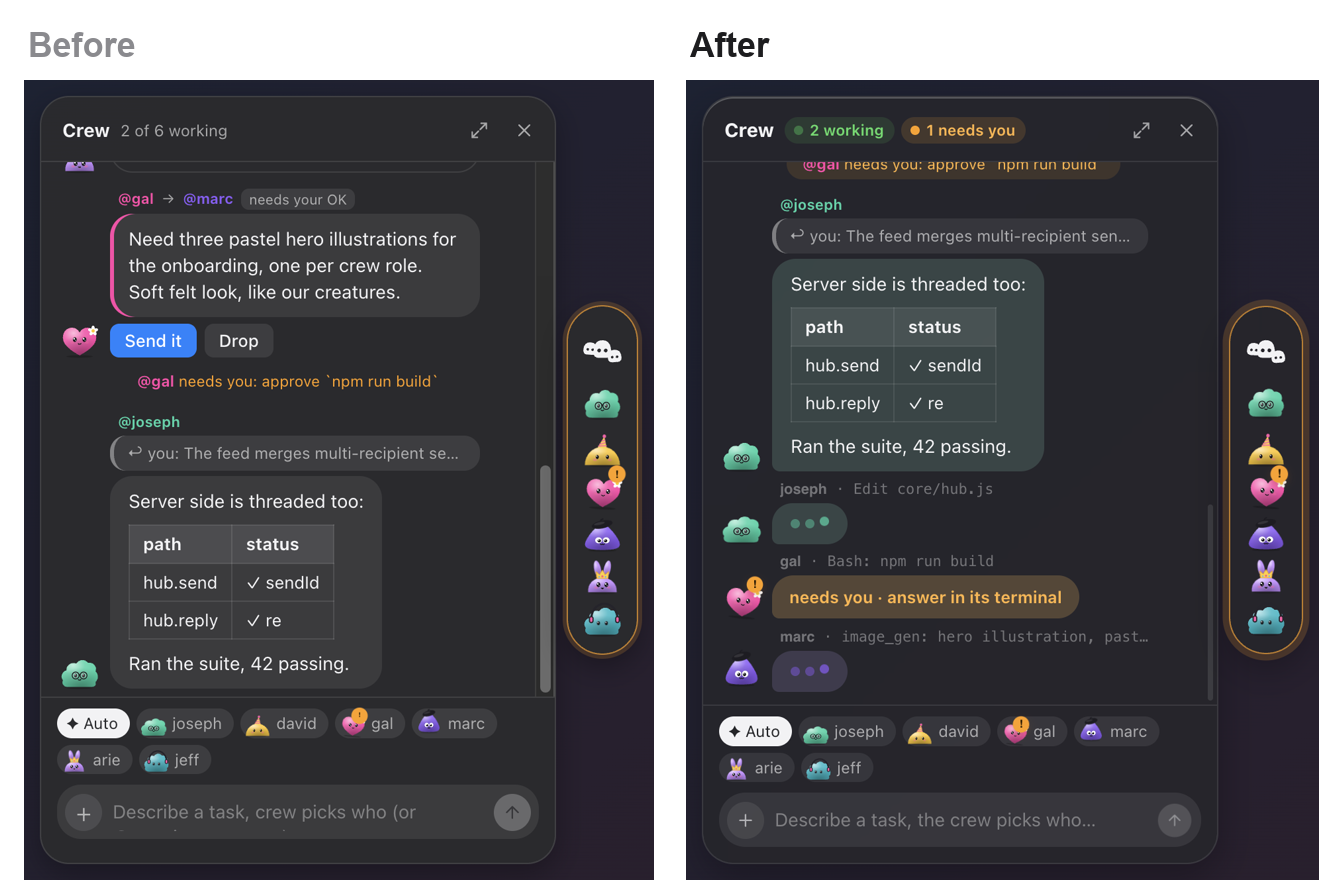 Before
After
Crew 2 of 6 working
@gal → @marc needs your OK
Need three pastel hero illustrations for
the onboarding, one per crew role.
Soft felt look, like our creatures.
Send it Drop
@gal needs you: approve `npm run build`
@joseph
↩ you: The feed merges multi-recipient se...
Server side is threaded too:
path status
hub.send ✓ sendId
hub.reply ✓ re
Ran the suite, 42 passing.
✦ Auto joseph david gal marc
arie jeff
+ Describe a task, crew picks who (or
Crew 2 working 1 needs you
@gal needs you: approve `npm run build`
@joseph
↩ you: The feed merges multi-recipient sen...
Server side is threaded too:
path status
hub.send ✓ sendId
hub.reply ✓ re
Ran the suite, 42 passing.
joseph · Edit core/hub.js
gal · Bash: npm run build
needs you · answer in its terminal
marc · image_gen: hero illustration, past…
✦ Auto joseph david gal marc
arie jeff
+ Describe a task, the crew picks who...